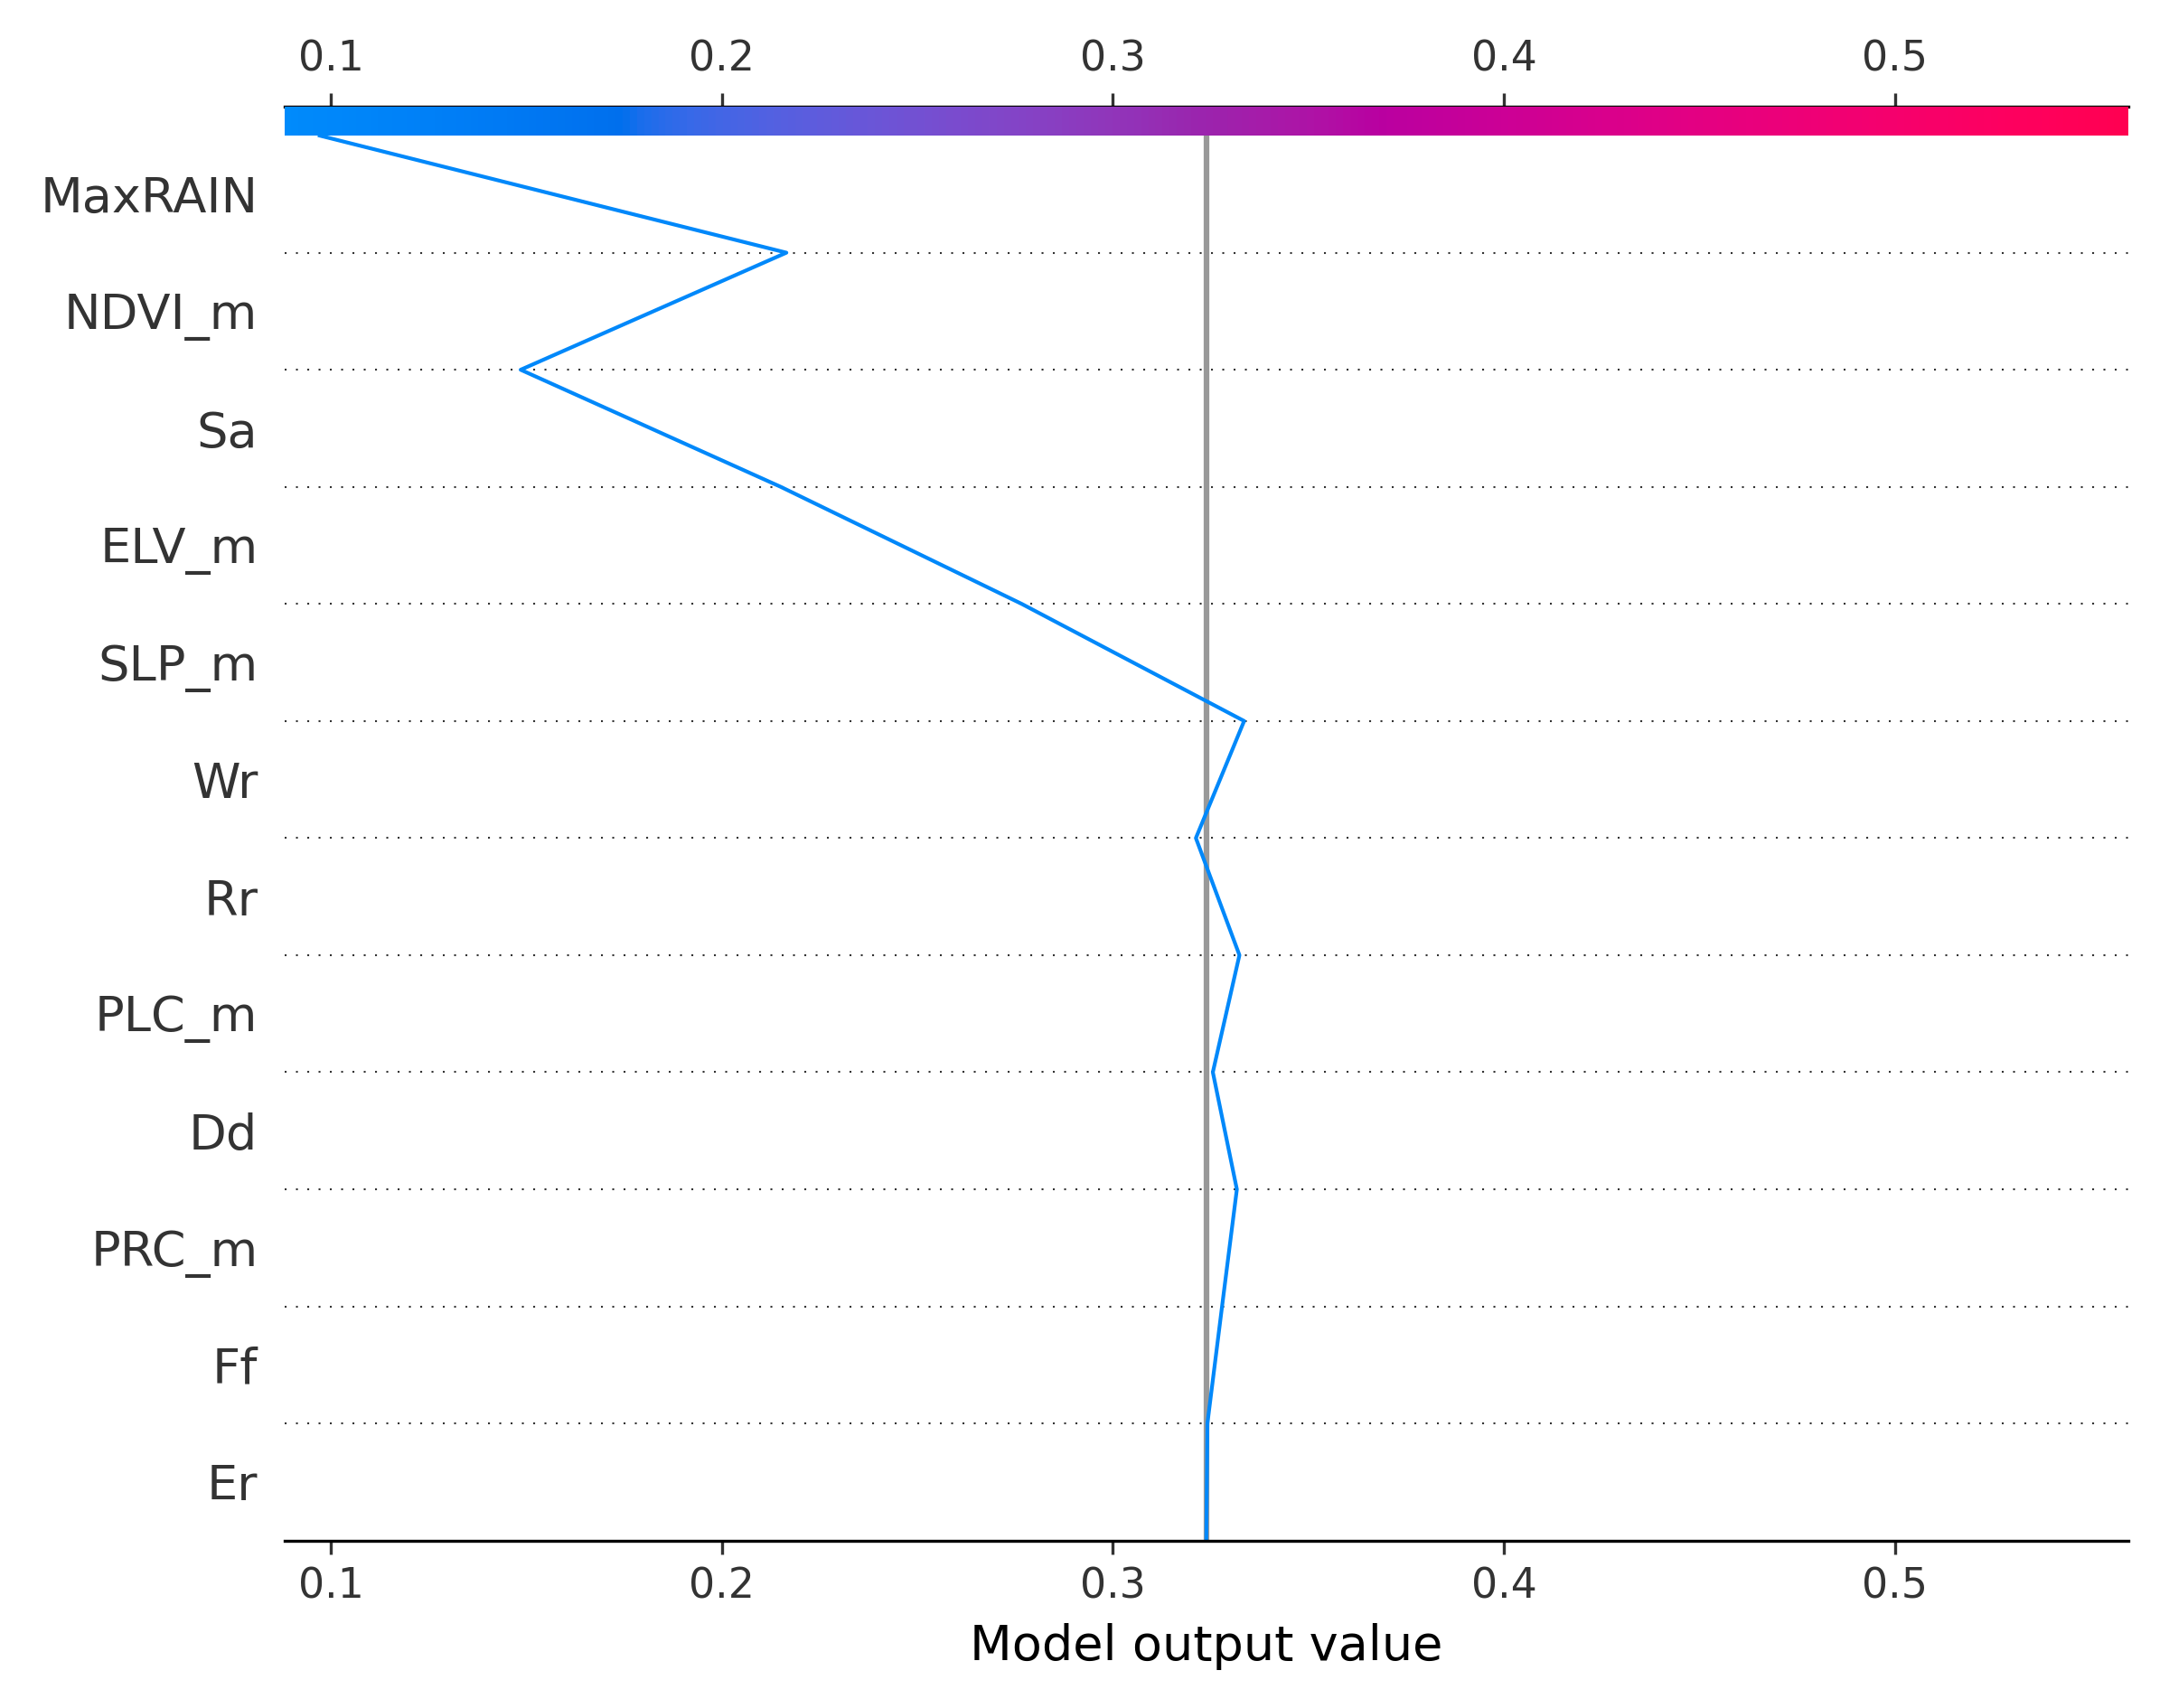 0.1 0.2 0.3 0.4 0.5
MaxRAIN
NDVI_m
Sa
ELV_m
SLP_m
Wr
Rr
PLC_m
Dd
PRC_m
Ff
Er
0.1 0.2 0.3 0.4 0.5
Model output value